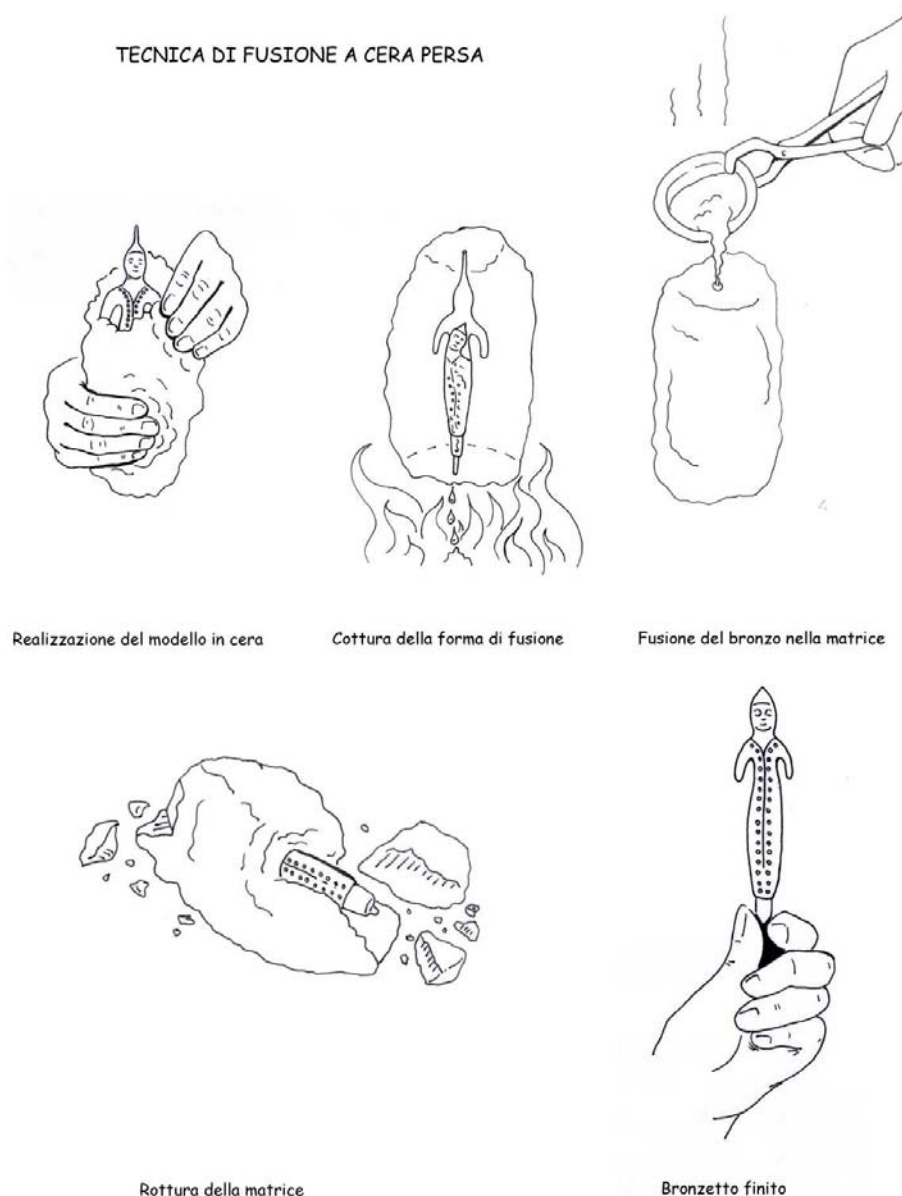 TECNICA DI FUSIONE A CERA PERSA
Realizzazione del modello in cera
Cottura della forma di fusione
Fusione del bronzo nella matrice
Rottura della matrice
Bronzetto finito